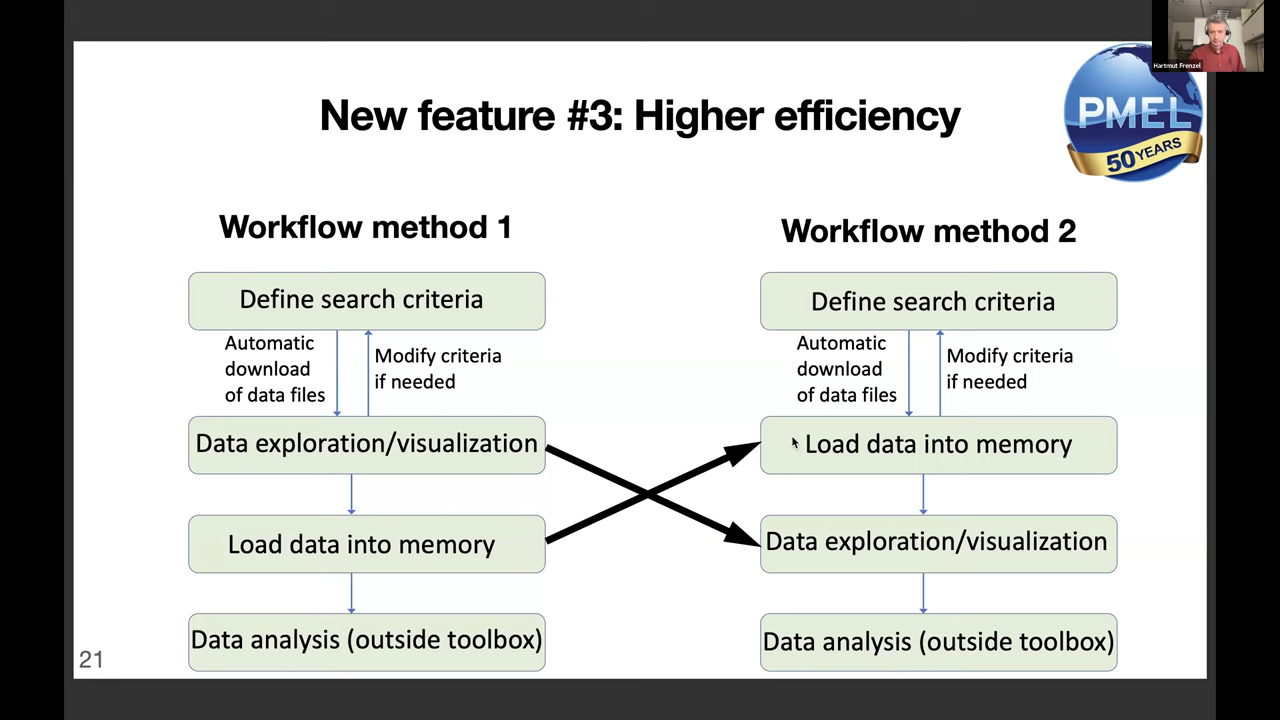 Hartmut Frenzel
PMEL
50 YEARS
New feature #3: Higher efficiency
Workflow method 1
Define search criteria
Automatic
download
of data files
Modify criteria
if needed
Data exploration/visualization
Load data into memory
Data analysis (outside toolbox)
Workflow method 2
Define search criteria
Automatic
download
of data files
Modify criteria
if needed
Load data into memory
Data exploration/visualization
Data analysis (outside toolbox)
21